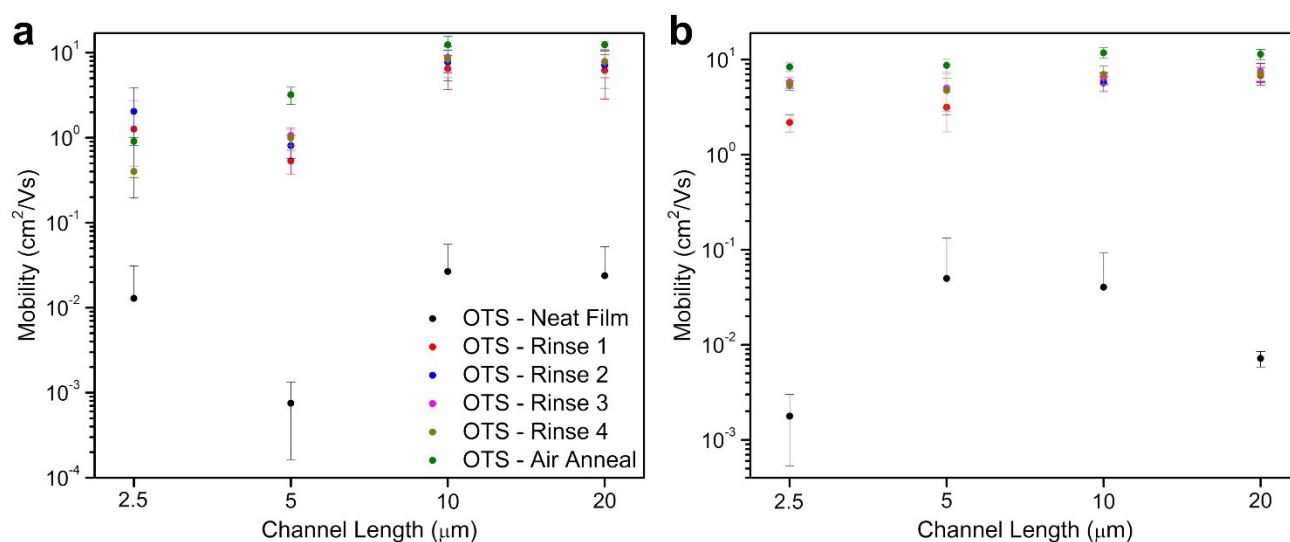 a
10¹
10⁰
10⁻¹
10⁻²
10⁻³
10⁻⁴
Mobility (cm²/Vs)
2.5
5
10
20
Channel Length (μm)
OTS - Neat Film
OTS - Rinse 1
OTS - Rinse 2
OTS - Rinse 3
OTS - Rinse 4
OTS - Air Anneal
b
10¹
10⁰
10⁻¹
10⁻²
10⁻³
Mobility (cm²/Vs)
2.5
5
10
20
Channel Length (μm)